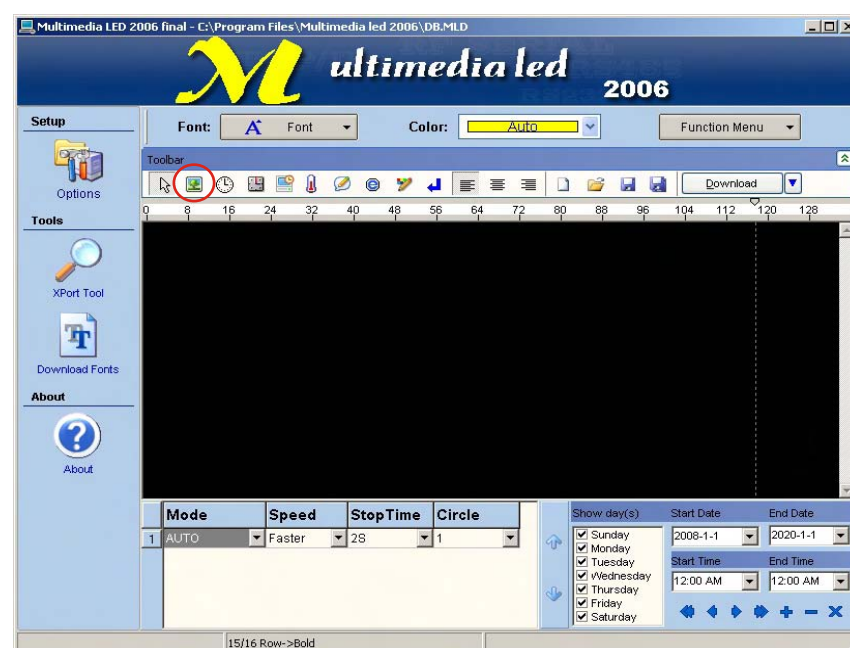 Multimedia LED 2006 final - C:\Program Files\Multimedia led 2006\DB.MLD
Multimedia led
2006
Setup
Options
Tools
XPort Tool
Download Fonts
About
About
Font: A Font
Color: Auto
Function Menu
Toolbar
Download
0 8 16 24 32 40 48 56 64 72 80 88 96 104 112 120 128
Mode Speed StopTime Circle
1 AUTO Faster 2S 1
Show day(s)
Sunday
Monday
Tuesday
Wednesday
Thursday
Friday
Saturday
Start Date End Date
2008-1-1 2020-1-1
Start Time End Time
12:00 AM 12:00 AM
15/16 Row->Bold